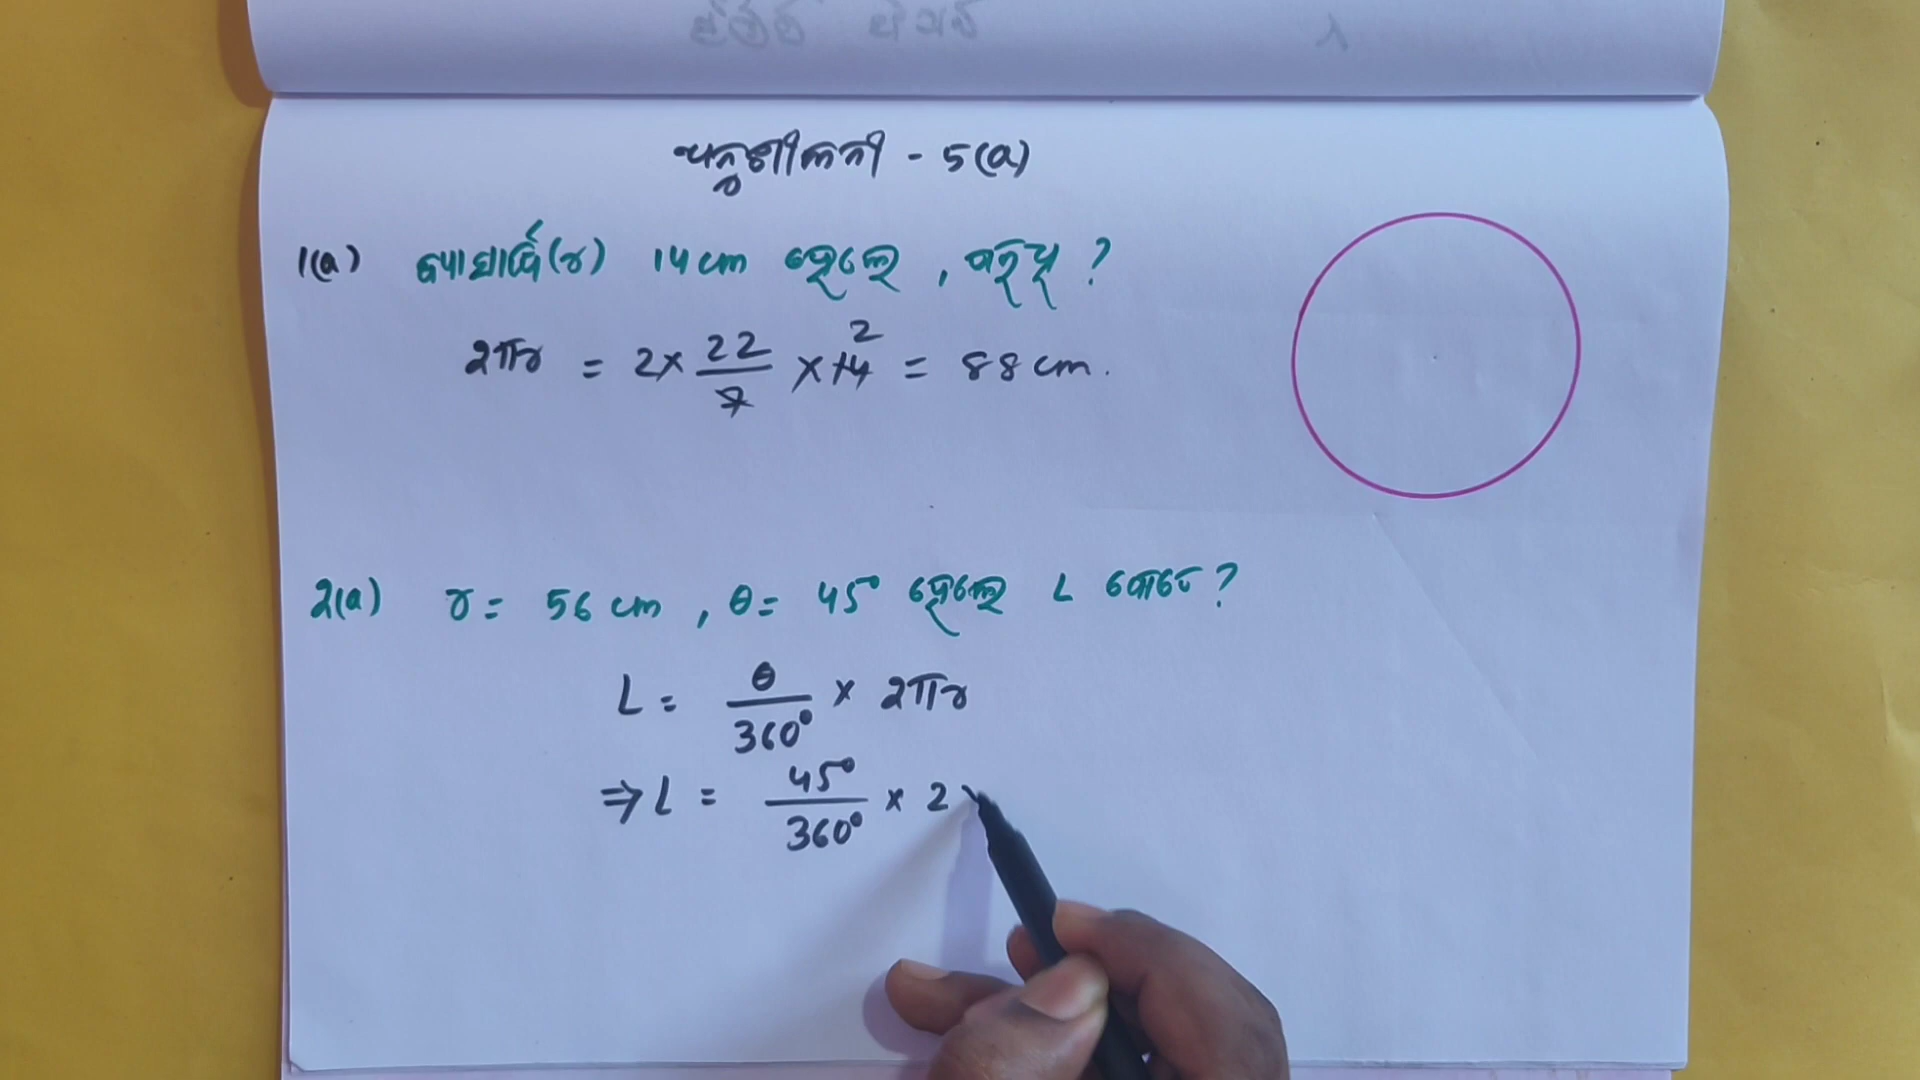 ଅନୁଶୀଳନୀ - 5(a)
1(a) ବ୍ୟାସାର୍ଦ୍ଧ (r) 14 cm ହେଲେ , ପରିଧି ?
2πr = 2 × 22/7 × 14 2 = 88 cm.
2(a) r = 56 cm , θ = 45° ହେଲେ L କେତେ ?
L = θ/360° × 2πr
⇒ L = 45°/360° × 2 ×